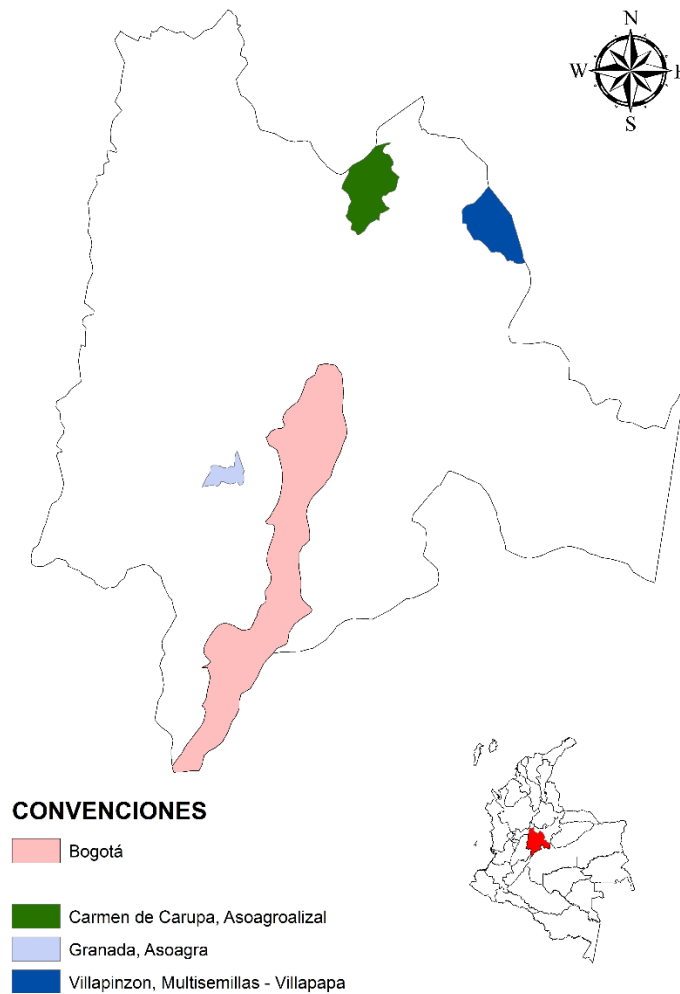 N
W
E
S
CONVENCIONES
Bogotá
Carmen de Carupa, Asoagroalizal
Granada, Asoagra
Villapinzon, Multisemillas - Villapapa